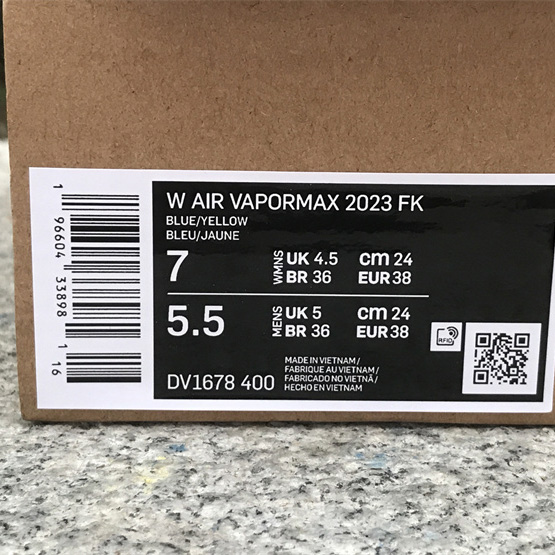 W AIR VAPORMAX 2023 FK
BLUE/YELLOW
BLEU/JAUNE
7 WMNS UK 4.5 cm 24
BR 36 EUR 38
5.5 MENS UK 5 cm 24
BR 36 EUR 38
RFID
DV1678 400
MADE IN VIETNAM /
FABRIQUE AU VIETNAM /
FABRICADO NO VIETNÃ /
HECHO EN VIETNAM
1 96604 33898 1 16